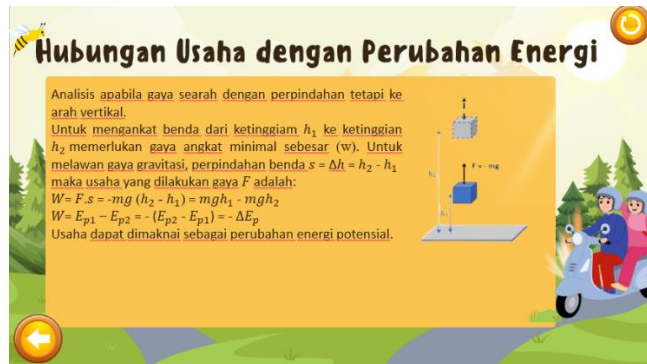 Hubungan Usaha dengan Perubahan Energi
Analisis apabila gaya searah dengan perpindahan tetapi ke
arah vertikal.
Untuk mengankat benda dari ketinggiam h₁ ke ketinggian
h₂ memerlukan gaya angkat minimal sebesar (w). Untuk
melawan gaya gravitasi, perpindahan benda s = Δh = h₂ - h₁
maka usaha yang dilakukan gaya F adalah:
W= F.s = -mg (h₂ - h₁) = mgh₁ - mgh₂
W= Eₚ₁ − Eₚ₂ = - (Eₚ₂ - Eₚ₁) = - ΔEₚ
Usaha dapat dimaknai sebagai perubahan energi potensial.
F = - mg
h₂
h₁